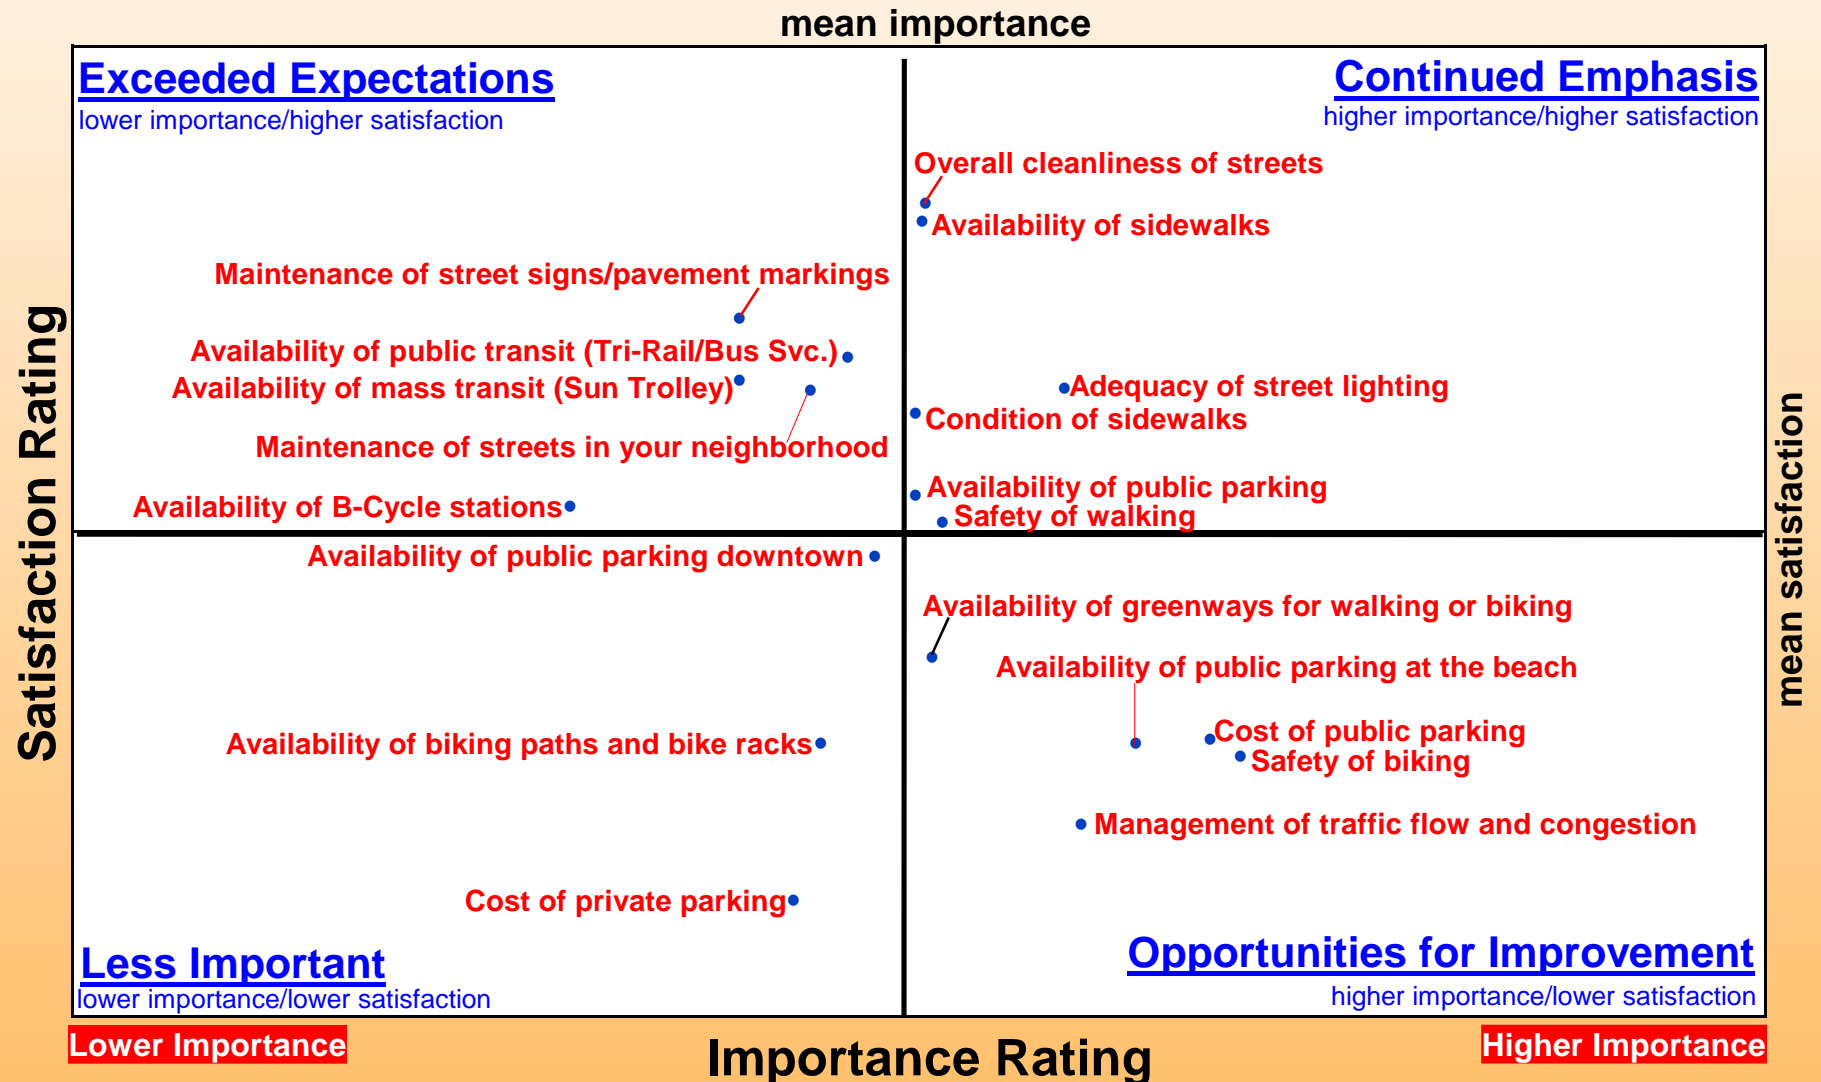 mean importance
Exceeded Expectations
lower importance/higher satisfaction
Continued Emphasis
higher importance/higher satisfaction
Overall cleanliness of streets
Availability of sidewalks
Maintenance of street signs/pavement markings
Availability of public transit (Tri-Rail/Bus Svc.)
Availability of mass transit (Sun Trolley)
Adequacy of street lighting
Condition of sidewalks
Maintenance of streets in your neighborhood
Availability of public parking
Availability of B-Cycle stations
Safety of walking
Satisfaction Rating
mean satisfaction
Availability of public parking downtown
Availability of greenways for walking or biking
Availability of public parking at the beach
Cost of public parking
Availability of biking paths and bike racks
Safety of biking
Management of traffic flow and congestion
Cost of private parking
Less Important
lower importance/lower satisfaction
Opportunities for Improvement
higher importance/lower satisfaction
Lower Importance
Importance Rating
Higher Importance